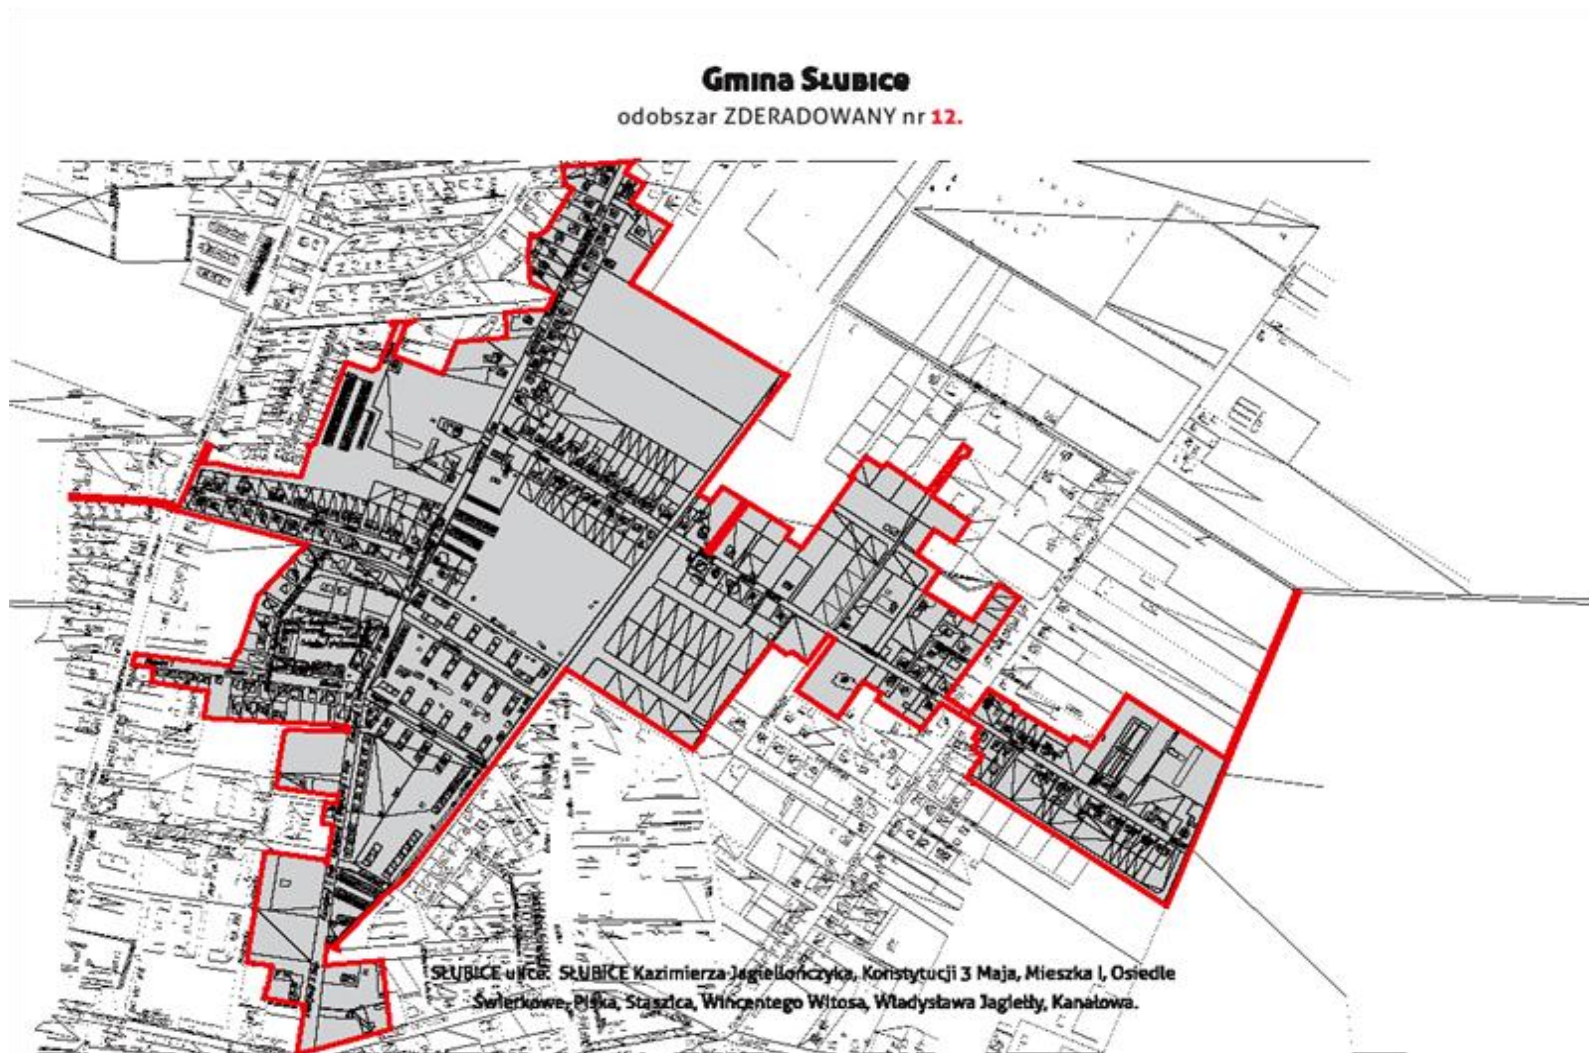 Gmina SŁUBICE
odobszar ZDERADOWANY nr 12.
SŁUBICE ulice: SŁUBICE Kazimierza Jagiellończyka, Konstytucji 3 Maja, Mieszka I, Osiedle
Świerkowe, Piska, Staszica, Wincentego Witosa, Władysława Jagiełły, Kanałowa.